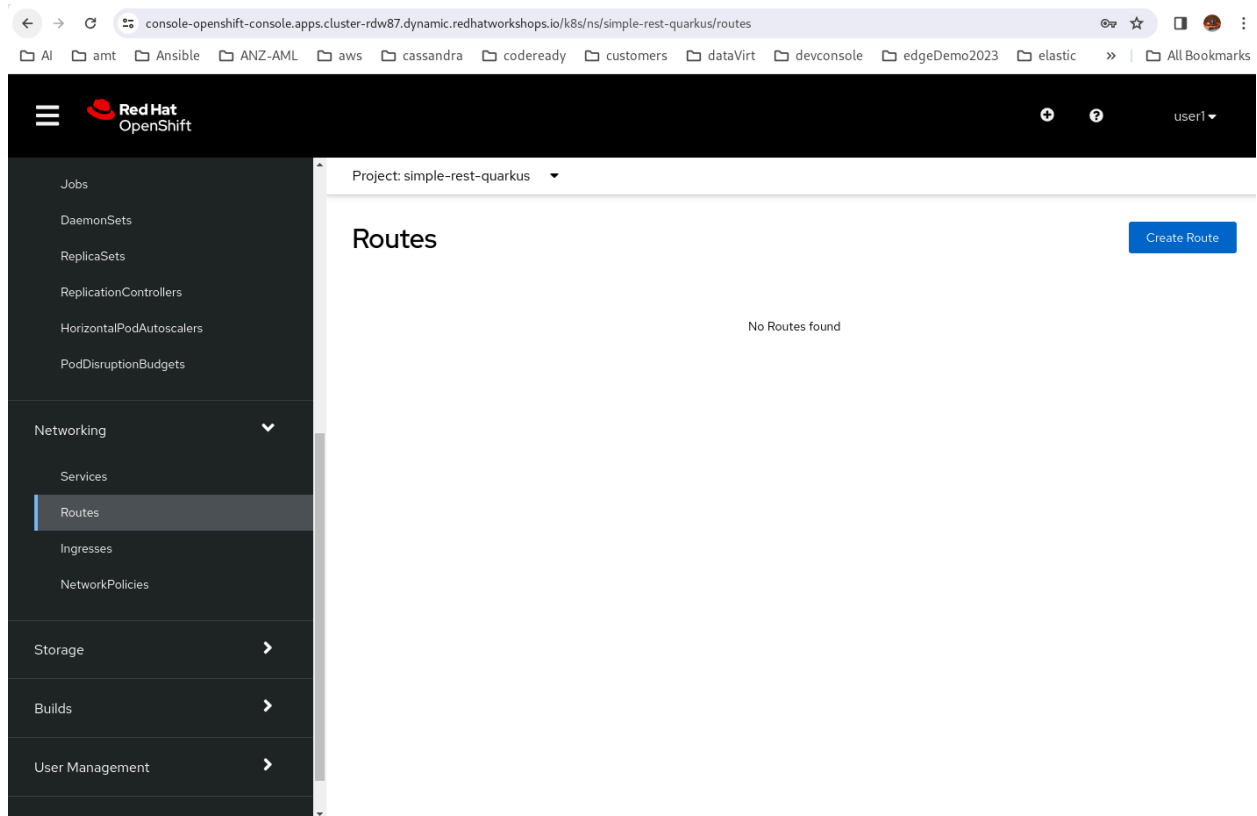 console-openshift-console.apps.cluster-rdw87.dynamic.redhatworkshops.io/k8s/ns/simple-rest-quarkus/routes
AI amt Ansible ANZ-AML aws cassandra codeready customers dataVirt devconsole edgeDemo2023 elastic » All Bookmarks
Red Hat
OpenShift
user1
Jobs
DaemonSets
ReplicaSets
ReplicationControllers
HorizontalPodAutoscalers
PodDisruptionBudgets
Networking
Services
Routes
Ingresses
NetworkPolicies
Storage
Builds
User Management
Project: simple-rest-quarkus
Routes
Create Route
No Routes found